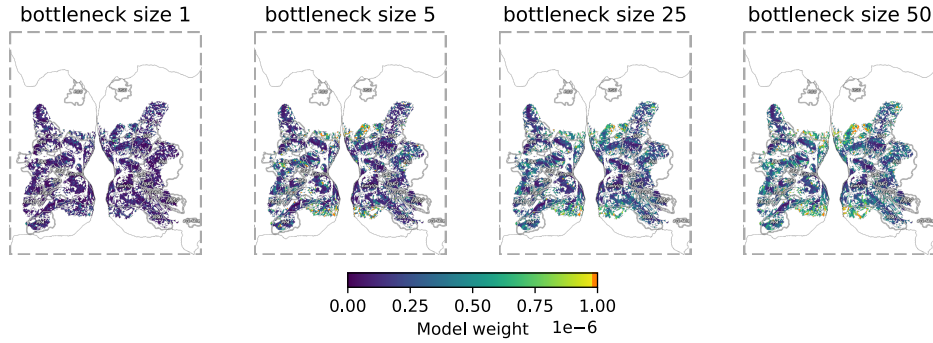 bottleneck size 1
bottleneck size 5
bottleneck size 25
bottleneck size 50
0.00 0.25 0.50 0.75 1.00
Model weight 1e-6